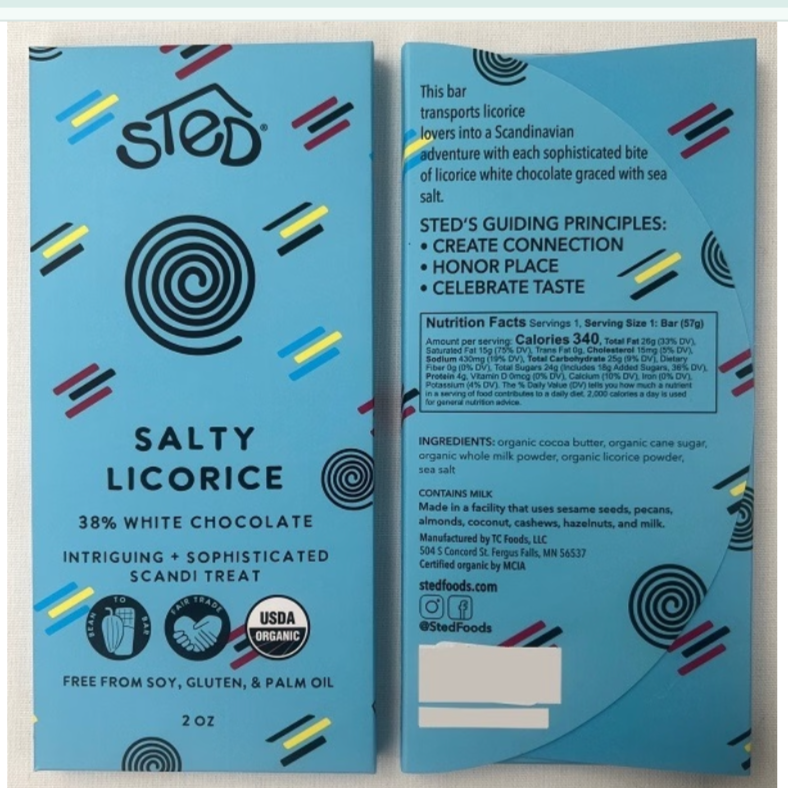 STED®
SALTY
LICORICE
38% WHITE CHOCOLATE
INTRIGUING + SOPHISTICATED
SCANDI TREAT
BEAN TO BAR
FAIR TRADE
USDA
ORGANIC
FREE FROM SOY, GLUTEN, & PALM OIL
2 OZ
This bar
transports licorice
lovers into a Scandinavian
adventure with each sophisticated bite
of licorice white chocolate graced with sea
salt.
STED'S GUIDING PRINCIPLES:
• CREATE CONNECTION
• HONOR PLACE
• CELEBRATE TASTE
Nutrition Facts Servings 1, Serving Size 1: Bar (57g)
Amount per serving: Calories 340, Total Fat 26g (33% DV),
Saturated Fat 15g (75% DV), Trans Fat 0g, Cholesterol 15mg (5% DV),
Sodium 430mg (19% DV), Total Carbohydrate 25g (9% DV), Dietary
Fiber 0g (0% DV), Total Sugars 24g (Includes 18g Added Sugars, 36% DV),
Protein 4g, Vitamin D 0mcg (0% DV), Calcium (10% DV), Iron (0% DV),
Potassium (4% DV). The % Daily Value (DV) tells you how much a nutrient
in a serving of food contributes to a daily diet. 2,000 calories a day is used
for general nutrition advice.
INGREDIENTS: organic cocoa butter, organic cane sugar,
organic whole milk powder, organic licorice powder,
sea salt
CONTAINS MILK
Made in a facility that uses sesame seeds, pecans,
almonds, coconut, cashews, hazelnuts, and milk.
Manufactured by TC Foods, LLC
504 S Concord St. Fergus Falls, MN 56537
Certified organic by MCIA
stedfoods.com
@StedFoods